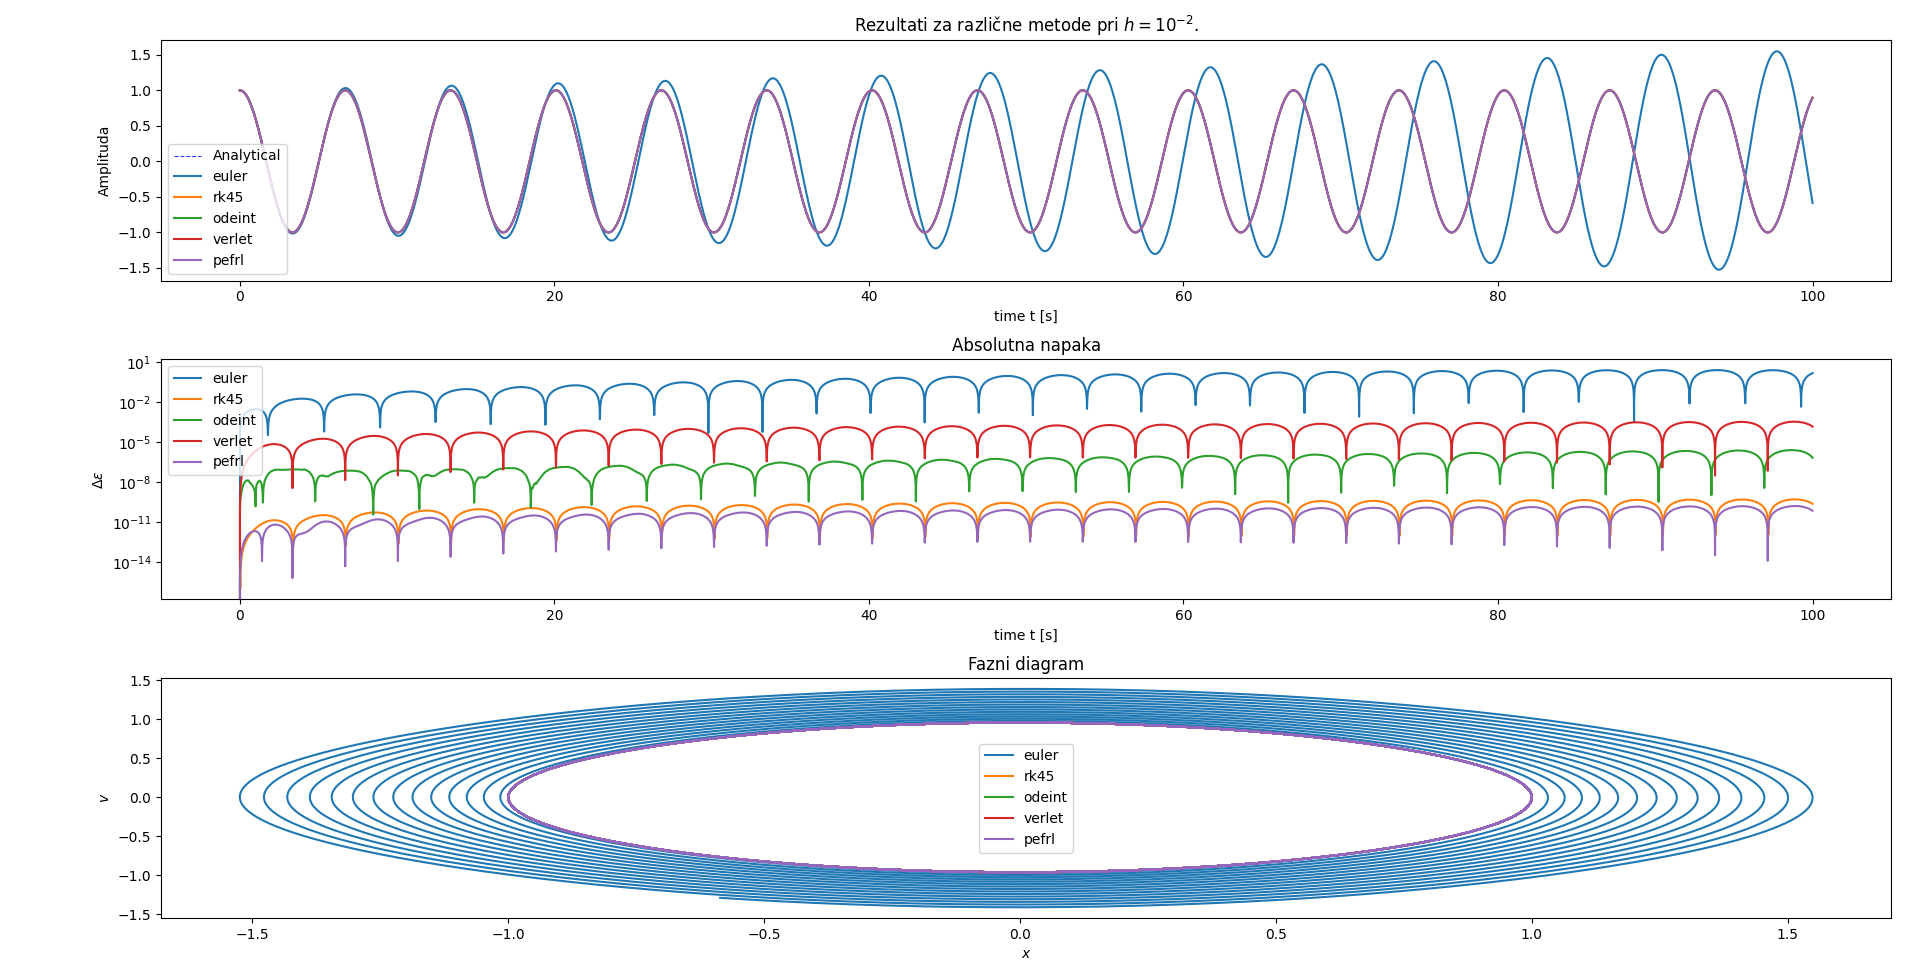 Rezultati za različne metode pri $h = 10^{-2}$.
Amplituda
1.5
1.0
0.5
0.0
−0.5
−1.0
−1.5
Analytical
euler
rk45
odeint
verlet
pefrl
0 20 40 60 80 100
time t [s]
Absolutna napaka
Δε
10¹
10⁻²
10⁻⁵
10⁻⁸
10⁻¹¹
10⁻¹⁴
euler
rk45
odeint
verlet
pefrl
0 20 40 60 80 100
time t [s]
Fazni diagram
v
1.5
1.0
0.5
0.0
−0.5
−1.0
−1.5
euler
rk45
odeint
verlet
pefrl
−1.5 −1.0 −0.5 0.0 0.5 1.0 1.5
x